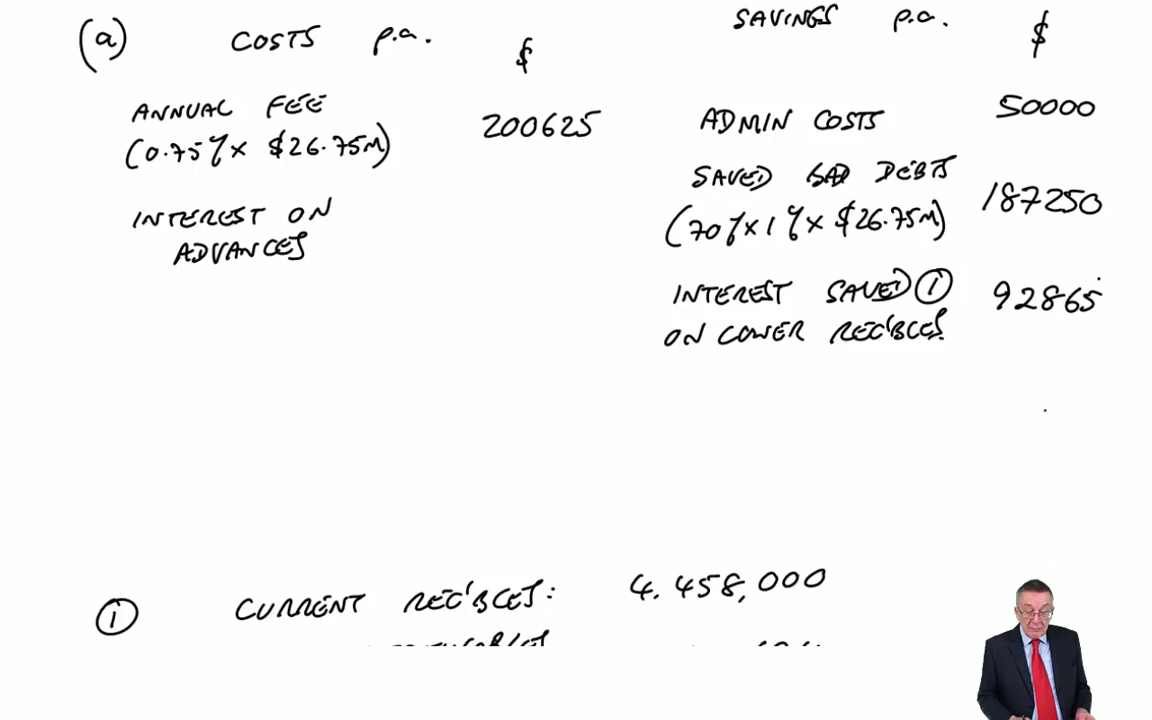 (a) COSTS p.a. $
ANNUAL FEE
(0.75% x $26.75M) 200625
INTEREST ON
ADVANCES
SAVINGS p.a. $
ADMIN COSTS 50000
SAVED BAD DEBTS
(70% x 1% x $26.75M) 187250
INTEREST SAVED ① 92865
ON LOWER REC'BLES
① CURRENT REC'BLES: 4.458,000